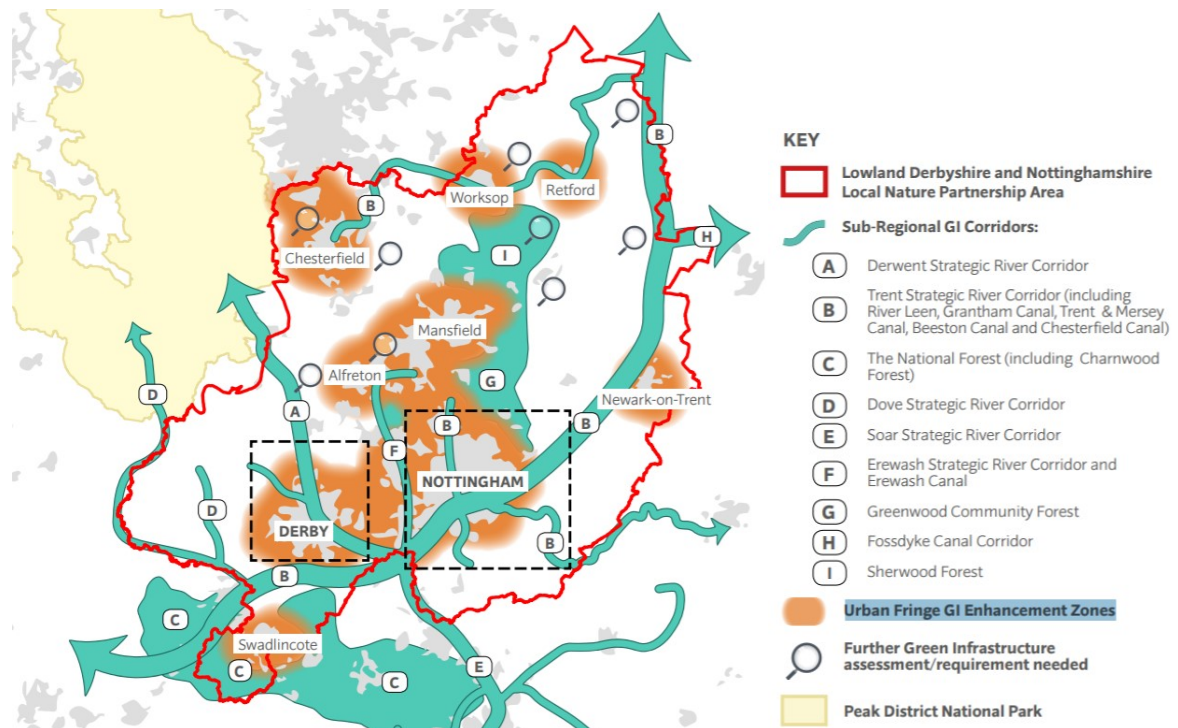 B
B
Worksop
Retford
B
Chesterfield
I
H
Mansfield
Alfreton
D
A
G
Newark-on-Trent
B
B
F
NOTTINGHAM
D
DERBY
B
B
C
Swadlincote
C
C
E
KEY
Lowland Derbyshire and Nottinghamshire
Local Nature Partnership Area
Sub-Regional GI Corridors:
A Derwent Strategic River Corridor
B Trent Strategic River Corridor (including
River Leen, Grantham Canal, Trent & Mersey
Canal, Beeston Canal and Chesterfield Canal)
C The National Forest (including Charnwood
Forest)
D Dove Strategic River Corridor
E Soar Strategic River Corridor
F Erewash Strategic River Corridor and
Erewash Canal
G Greenwood Community Forest
H Fossdyke Canal Corridor
I Sherwood Forest
Urban Fringe GI Enhancement Zones
Further Green Infrastructure
assessment/requirement needed
Peak District National Park